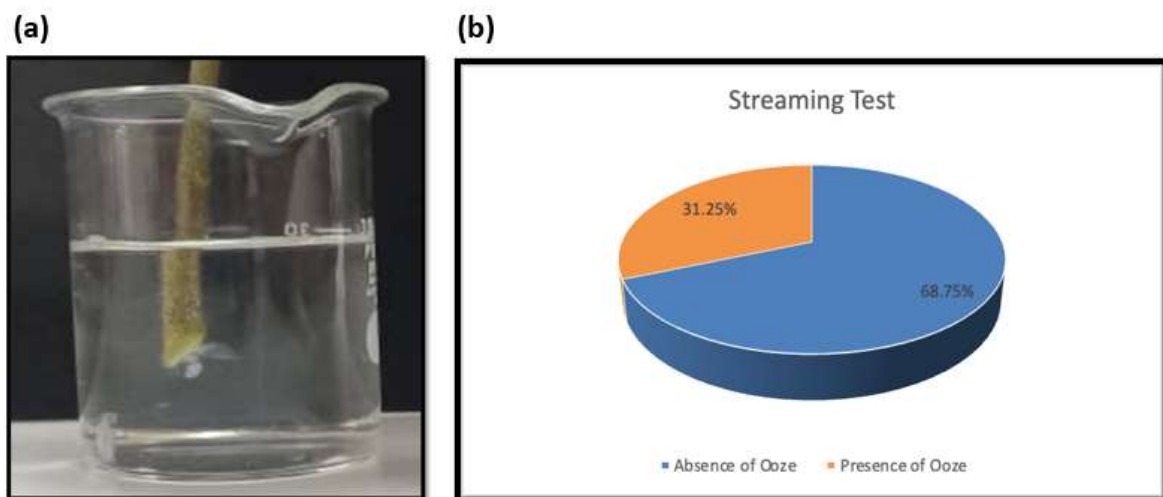 (a)
(b)
Streaming Test
31.25%
68.75%
Absence of Ooze
Presence of Ooze